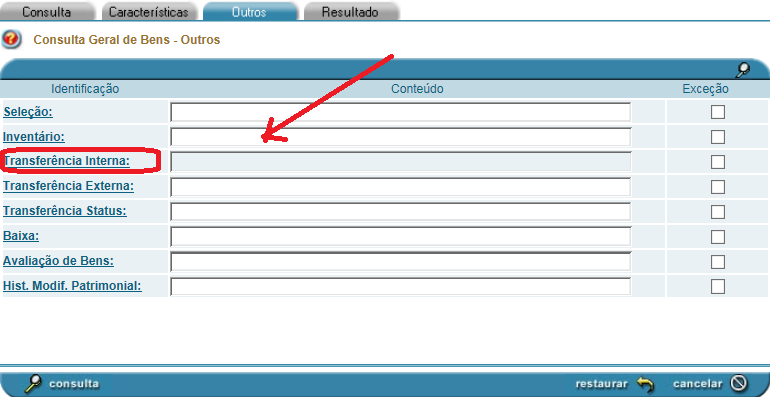 Consulta Características Outros Resultado
Consulta Geral de Bens - Outros
Identificação Conteúdo Exceção
Seleção:
Inventário:
Transferência Interna:
Transferência Externa:
Transferência Status:
Baixa:
Avaliação de Bens:
Hist. Modif. Patrimonial:
consulta restaurar cancelar